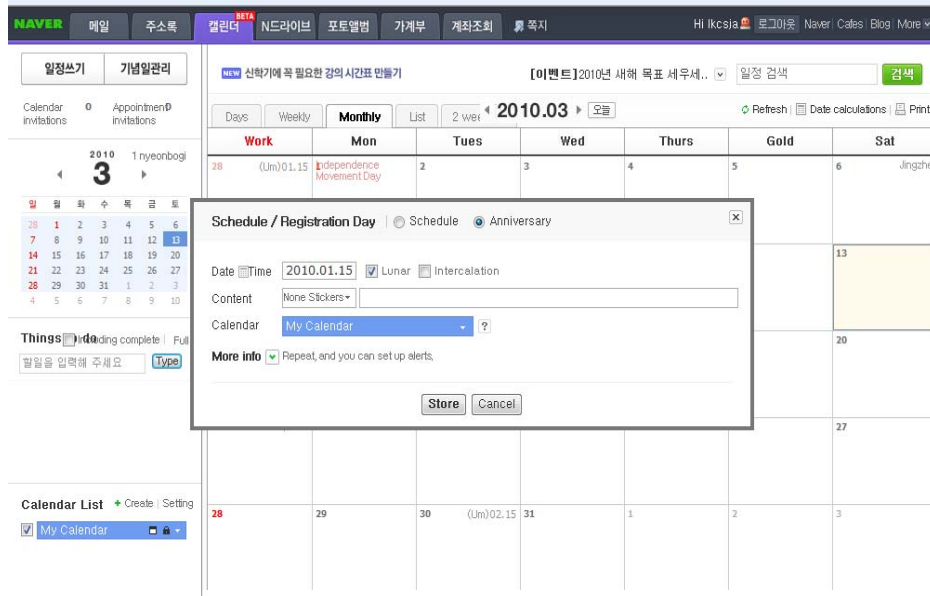 NAVER 메일 주소록 캘린더 BETA N드라이브 포토앨범 가계부 계좌조회 쪽지 Hi lkcsja 로그아웃 Naver Cafes Blog More
일정쓰기 기념일관리
NEW 신학기에 꼭 필요한 강의 시간표 만들기
[이벤트]2010년 새해 목표 세우세.. 일정 검색 검색
Calendar invitations 0 Appointment invitations 0
Days Weekly Monthly List 2 wee 2010.03 오늘 Refresh Date calculations Print
2010 1 nyeonbogi
3
일 월 화 수 목 금 토
28 1 2 3 4 5 6
7 8 9 10 11 12 13
14 15 16 17 18 19 20
21 22 23 24 25 26 27
28 29 30 31 1 2 3
4 5 6 7 8 9 10
Work Mon Tues Wed Thurs Gold Sat
28 (Um)01.15 Independence Movement Day 2 3 4 5 6 Jingzhe
Schedule / Registration Day Schedule Anniversary
Date Time 2010.01.15 Lunar Intercalation
Content None Stickers
Calendar My Calendar ?
More info Repeat, and you can set up alerts,
Store Cancel
13
20
27
28 29 30 (Um)02.15 31 1 2 3
Things to do Including complete Full
할일을 입력해 주세요 Type
Calendar List + Create Setting
My Calendar